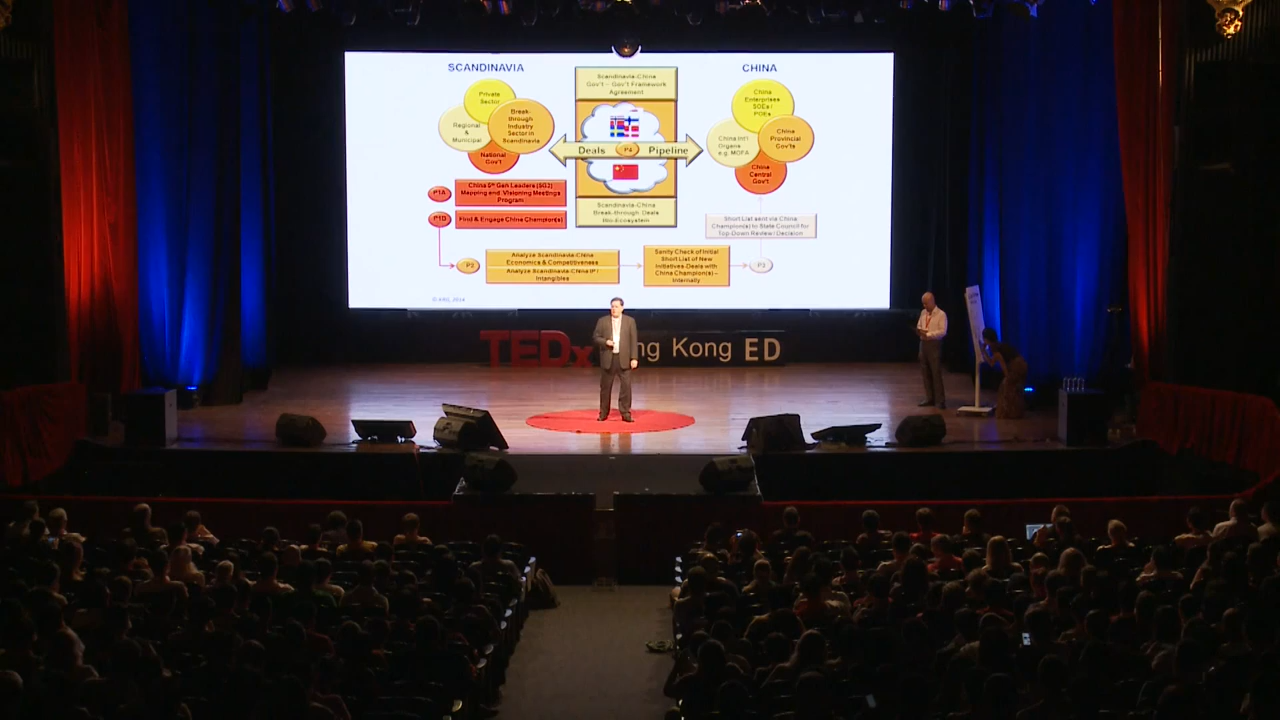 SCANDINAVIA
CHINA
Private
Sector
Regional
&
Municipal
Break-
through
Industry
Sector in
Scandinavia
National
Gov't
Scandinavia-China
Gov't – Gov't Framework
Agreement
Deals
P4
Pipeline
Scandinavia-China
Break-through Deals
Biz-Ecosystem
China
Enterprises
SOEs /
POEs
China Int'l
Organs
e.g. MOFA
China
Provincial
Gov'ts
China
Central
Gov't
P1A
China 5th Gen Leaders (5G2)
Mapping and Visioning Meetings
Program
Find & Engage China Champion(s)
Short List sent via China
Champion(s) to State Council for
Top-Down Review / Decision
P2
Analyze Scandinavia-China
Economics & Competitiveness
Analyze Scandinavia-China IP /
Intangibles
Sanity Check of Initial
Short List of New
Initiatives-Deals with
China Champion(s) –
Internally
P3
TEDx
ng Kong ED